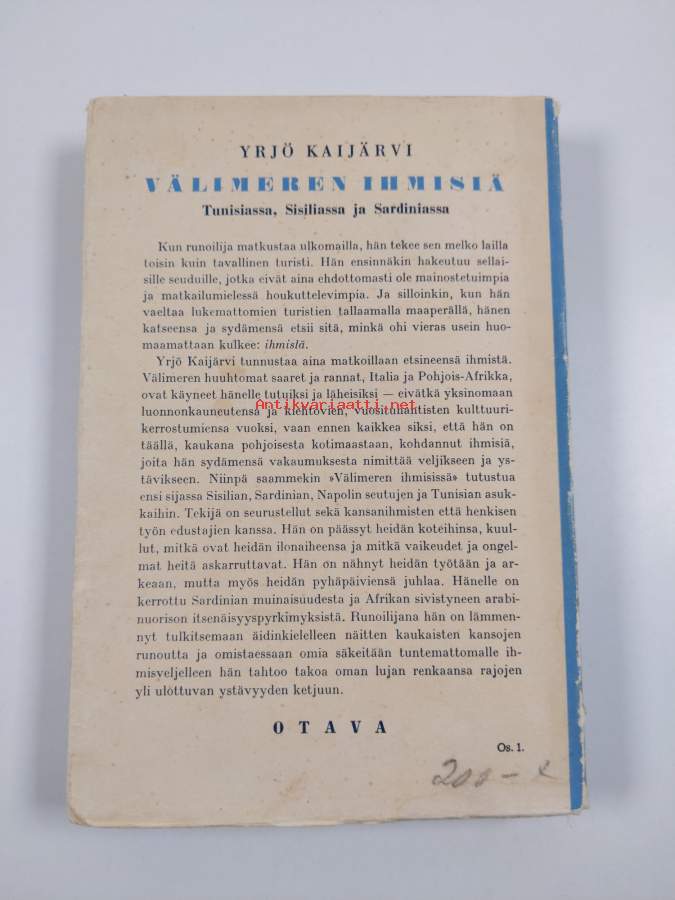 YRJÖ KAIJÄRVI
VÄLIMEREN IHMISIÄ
Tunisiassa, Sisiliassa ja Sardiniassa
Kun runoilija matkustaa ulkomailla, hän tekee sen melko lailla
toisin kuin tavallinen turisti. Hän ensinnäkin hakeutuu sellai-
sille seuduille, jotka eivät aina ehdottomasti ole mainostetuimpia
ja matkailumielessä houkuttelevimpia. Ja silloinkin, kun hän
vaeltaa lukemattomien turistien tallaamalla maaperällä, hänen
katseensa ja sydämensä etsii sitä, minkä ohi vieras usein huo-
maamattaan kulkee: ihmistä.
Yrjö Kaijärvi tunnustaa aina matkoillaan etsineensä ihmistä.
Välimeren huuhtomat saaret ja rannat, Italia ja Pohjois-Afrikka,
ovat käyneet hänelle tutuiksi ja läheisiksi — eivätkä yksinomaan
luonnonkauneutensa ja kiehtovien, vuosituhantisten kulttuuri-
kerrostumiensa vuoksi, vaan ennen kaikkea siksi, että hän on
täällä, kaukana pohjoisesta kotimaastaan, kohdannut ihmisiä,
joita hän sydämensä vakaumuksesta nimittää veljikseen ja ys-
tävikseen. Niinpä saammekin »Välimeren ihmisissä» tutustua
ensi sijassa Sisilian, Sardinian, Napolin seutujen ja Tunisian asuk-
kaihin. Tekijä on seurustellut sekä kansanihmisten että henkisen
työn edustajien kanssa. Hän on päässyt heidän koteihinsa, kuul-
lut, mitkä ovat heidän ilonaiheensa ja mitkä vaikeudet ja ongel-
mat heitä askarruttavat. Hän on nähnyt heidän työtään ja ar-
keaan, mutta myös heidän pyhäpäiviensä juhlaa. Hänelle on
kerrottu Sardinian muinaisuudesta ja Afrikan sivistyneen arabi-
nuorison itsenäisyyspyrkimyksistä. Runoilijana hän on lämmen-
nyt tulkitsemaan äidinkielelleen näitten kaukaisten kansojen
runoutta ja omistaessaan omia säkeitään tuntemattomalle ih-
misveljelleen hän tahtoo takoa oman lujan renkaansa rajojen
yli ulottuvan ystävyyden ketjuun.
OTAVA
Os. 1.
200-
Antikvariaatti.net